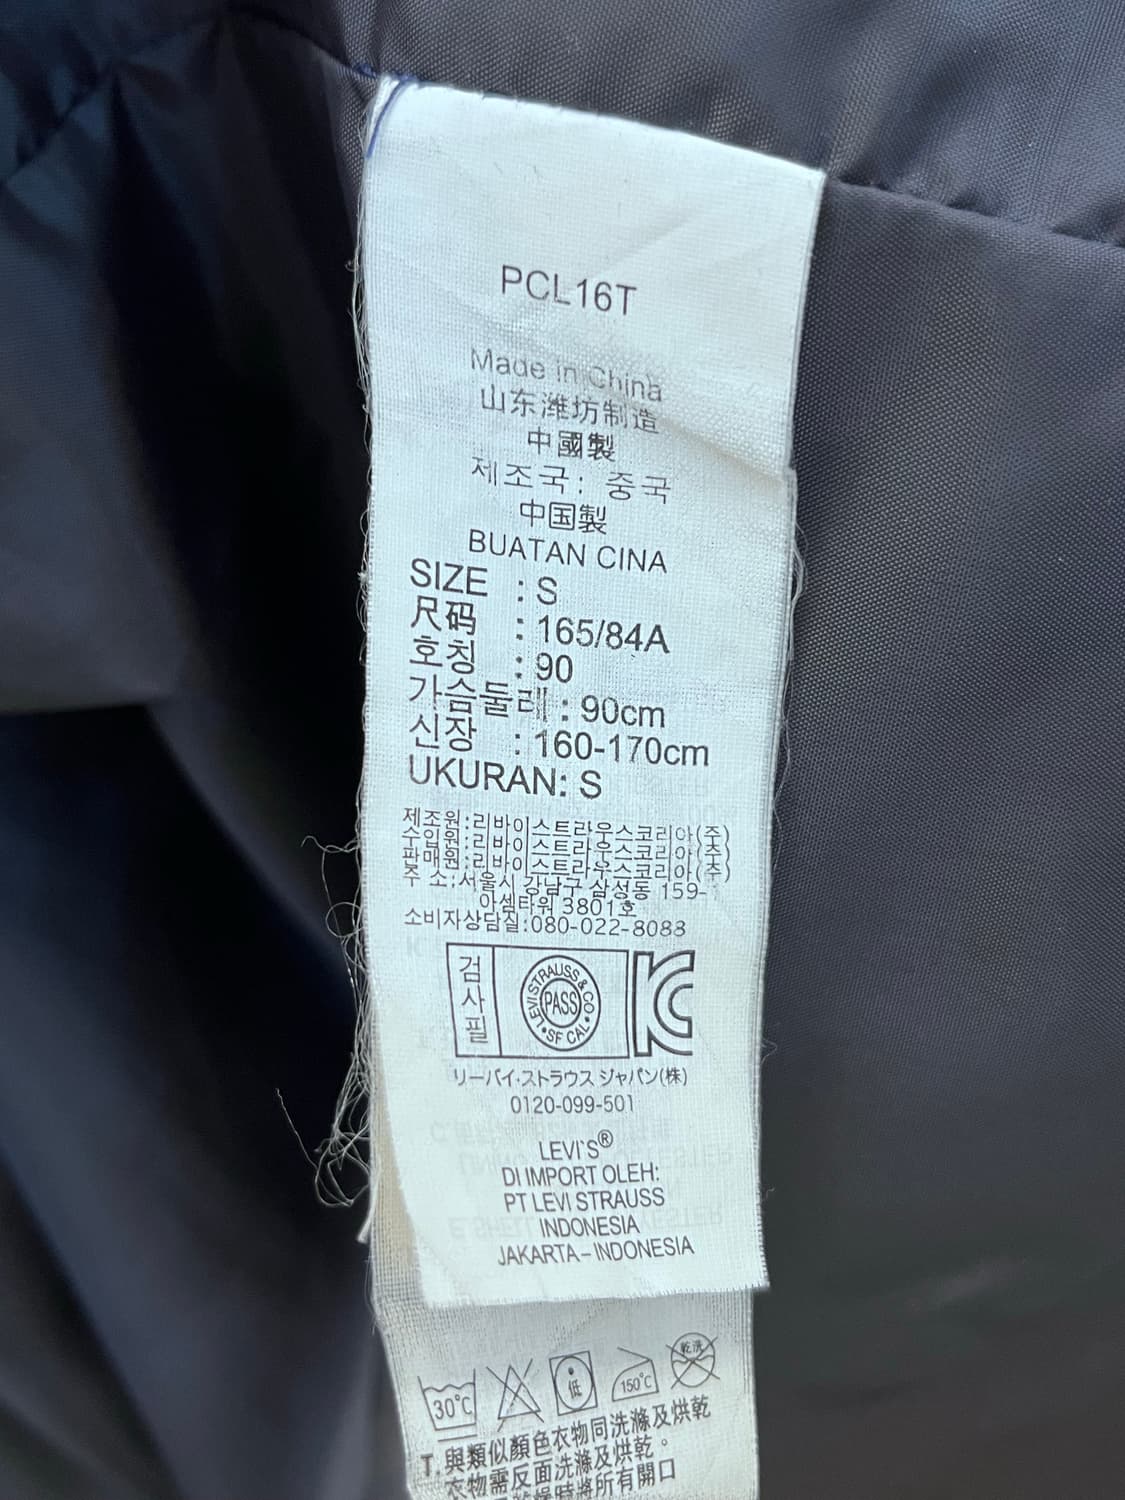 PCL16T
Made in China
山东潍坊制造
中國製
제조국: 중국
中国製
BUATAN CINA
SIZE : S
尺码 : 165/84A
호칭 : 90
가슴둘레 : 90cm
신장 : 160-170cm
UKURAN: S
제조원:리바이스트라우스코리아(주)
수입원:리바이스트라우스코리아(주)
판매원:리바이스트라우스코리아(주)
주 소:서울시 강남구 삼성동 159-1
아셈타워 3801호
소비자상담실:080-022-8088
검사필
LEVI STRAUSS & CO
PASS
SF CAL
KC
リーバイ·ストラウス ジャパン(株)
0120-099-501
LEVI'S®
DI IMPORT OLEH:
PT LEVI STRAUSS
INDONESIA
JAKARTA – INDONESIA
30°C 低 150°C 乾洗
T. 與類似顏色衣物同洗滌及烘乾
衣物需反面洗滌及烘乾。
時將所有開口